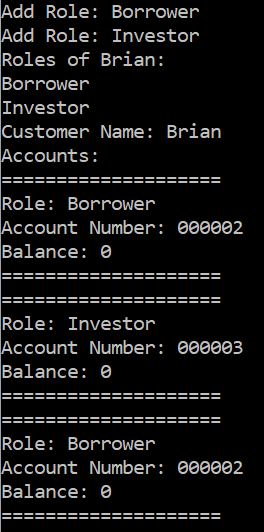 Add Role: Borrower
Add Role: Investor
Roles of Brian:
Borrower
Investor
Customer Name: Brian
Accounts:
====================
Role: Borrower
Account Number: 000002
Balance: 0
====================
====================
Role: Investor
Account Number: 000003
Balance: 0
====================
====================
Role: Borrower
Account Number: 000002
Balance: 0
====================